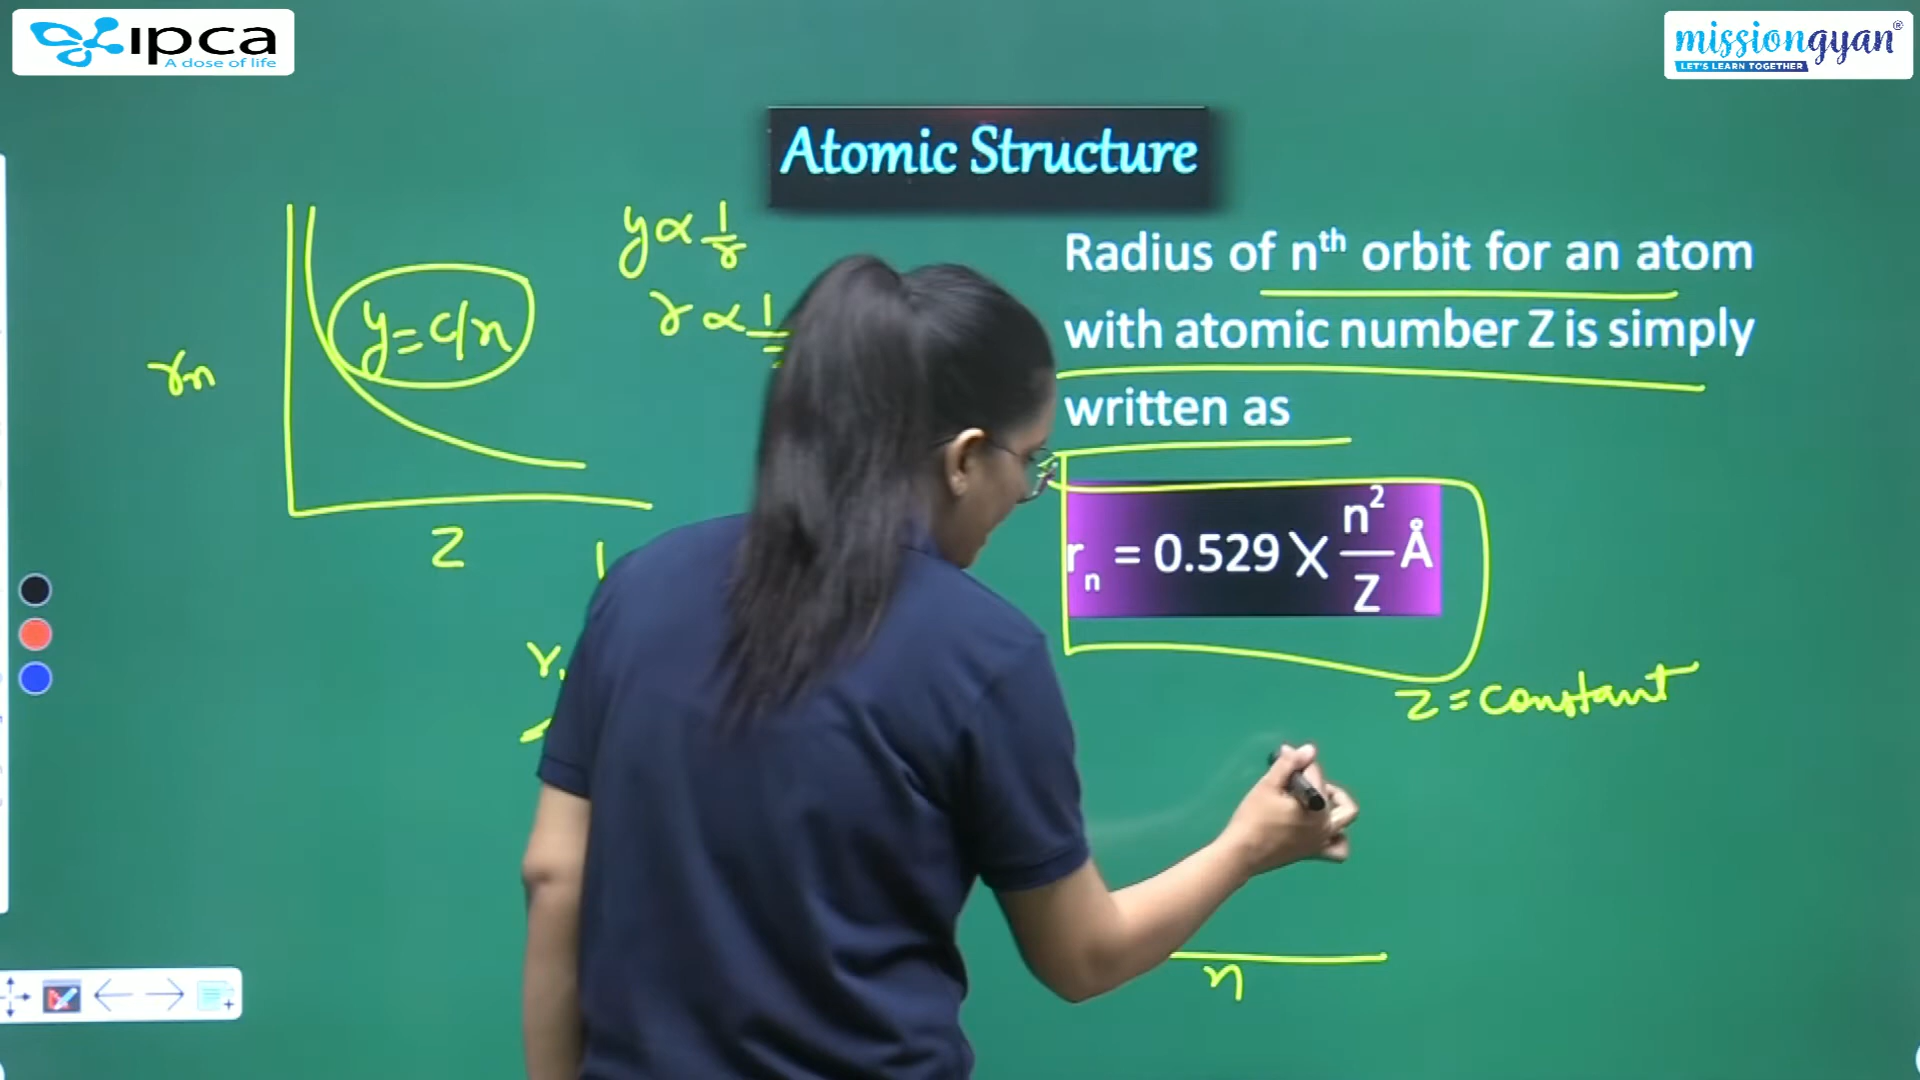 ipca
A dose of life
missiongyan®
LET'S LEARN TOGETHER
Atomic Structure
y ∝ 1/x
r ∝ 1
y = c/x
rn
Z
Radius of nth orbit for an atom
with atomic number Z is simply
written as
rn = 0.529 X n²/Z Å
Z = constant
n